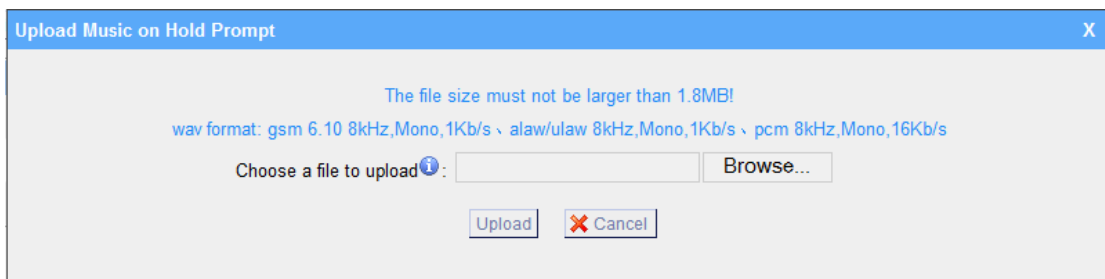 Upload Music on Hold Prompt X
The file size must not be larger than 1.8MB!
wav format: gsm 6.10 8kHz,Mono,1Kb/s、alaw/ulaw 8kHz,Mono,1Kb/s、pcm 8kHz,Mono,16Kb/s
Choose a file to upload i : Browse...
Upload Cancel